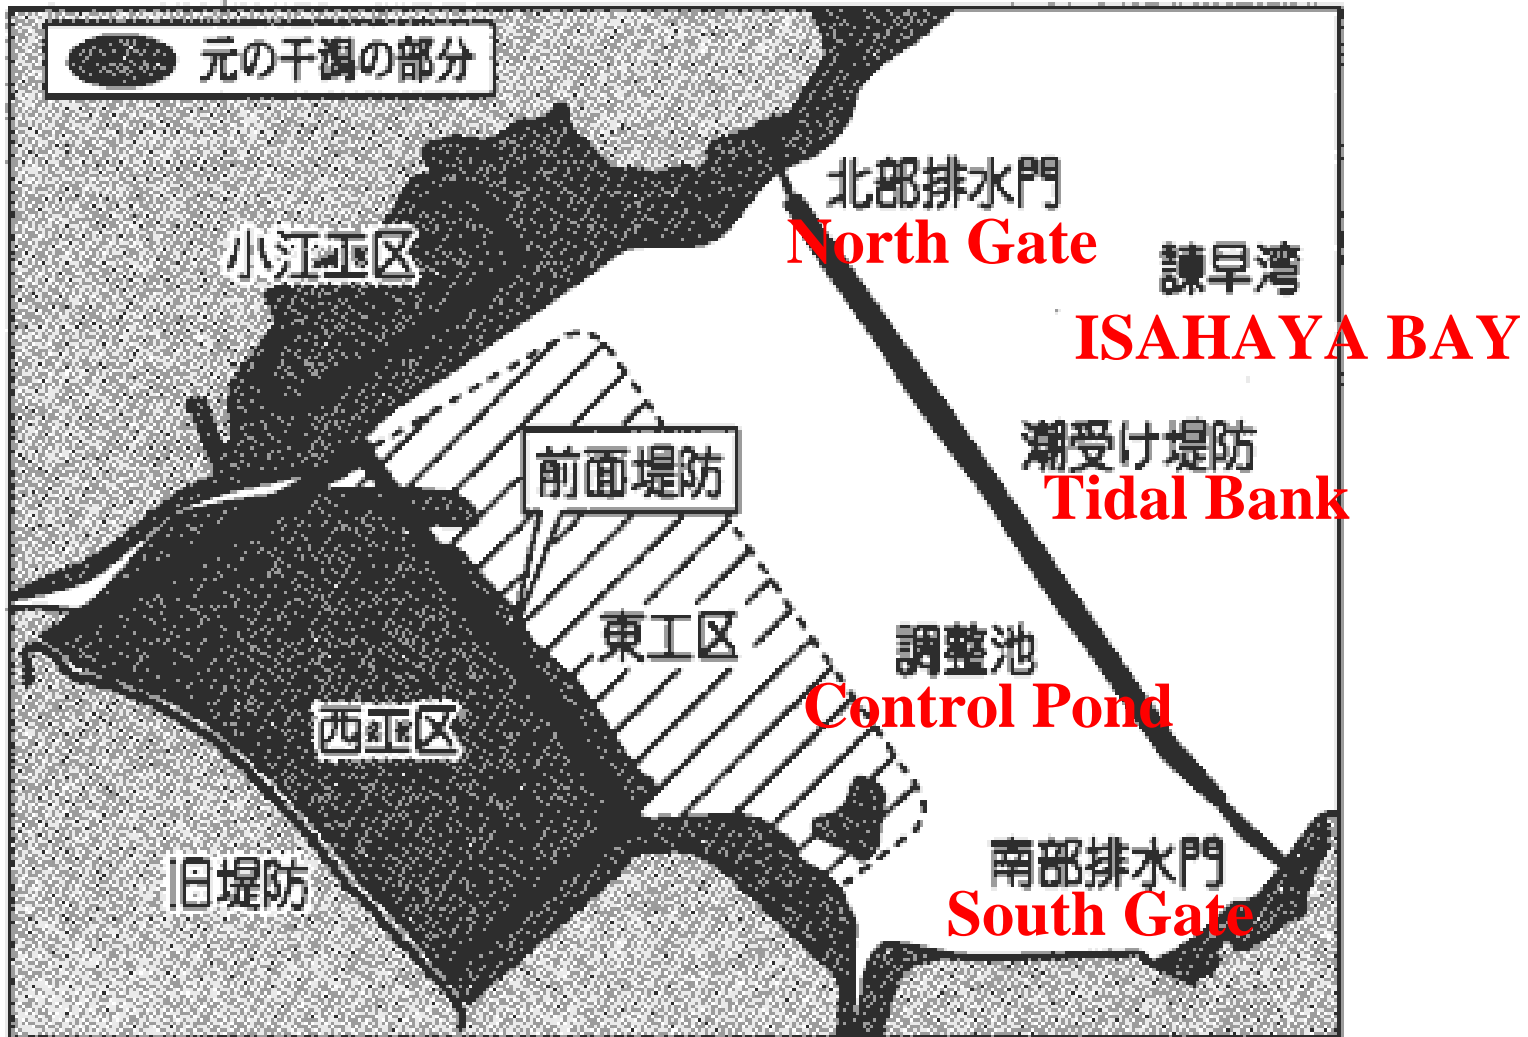 元の干潟の部分
北部排水門
North Gate
小江工区
諫早湾
ISAHAYA BAY
潮受け堤防
Tidal Bank
前面堤防
東工区
調整池
Control Pond
西工区
旧堤防
南部排水門
South Gate